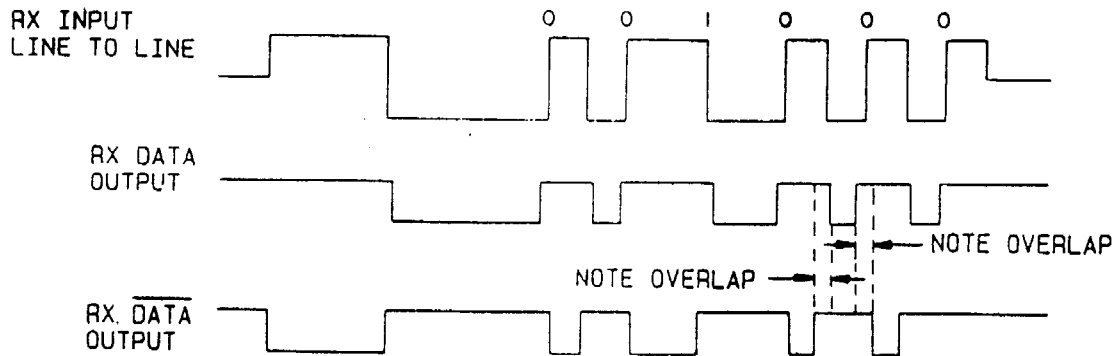 RX INPUT
LINE TO LINE
0 0 1 0 0 0
RX DATA
OUTPUT
NOTE OVERLAP
NOTE OVERLAP
RX. DATA
OUTPUT